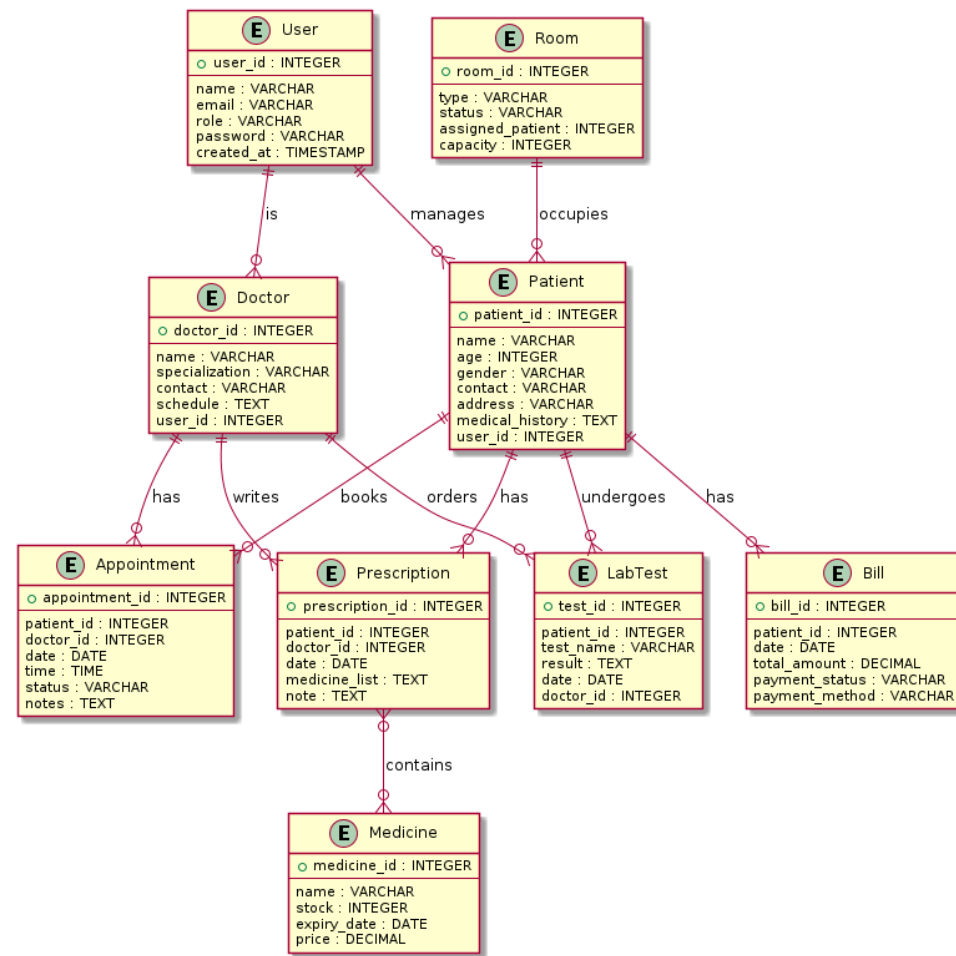 E User
user_id : INTEGER
name : VARCHAR
email : VARCHAR
role : VARCHAR
password : VARCHAR
created_at : TIMESTAMP
E Room
room_id : INTEGER
type : VARCHAR
status : VARCHAR
assigned_patient : INTEGER
capacity : INTEGER
is
manages
occupies
E Doctor
doctor_id : INTEGER
name : VARCHAR
specialization : VARCHAR
contact : VARCHAR
schedule : TEXT
user_id : INTEGER
E Patient
patient_id : INTEGER
name : VARCHAR
age : INTEGER
gender : VARCHAR
contact : VARCHAR
address : VARCHAR
medical_history : TEXT
user_id : INTEGER
has
writes
books
orders
has
undergoes
has
E Appointment
appointment_id : INTEGER
patient_id : INTEGER
doctor_id : INTEGER
date : DATE
time : TIME
status : VARCHAR
notes : TEXT
E Prescription
prescription_id : INTEGER
patient_id : INTEGER
doctor_id : INTEGER
date : DATE
medicine_list : TEXT
note : TEXT
E LabTest
test_id : INTEGER
patient_id : INTEGER
test_name : VARCHAR
result : TEXT
date : DATE
doctor_id : INTEGER
E Bill
bill_id : INTEGER
patient_id : INTEGER
date : DATE
total_amount : DECIMAL
payment_status : VARCHAR
payment_method : VARCHAR
contains
E Medicine
medicine_id : INTEGER
name : VARCHAR
stock : INTEGER
expiry_date : DATE
price : DECIMAL